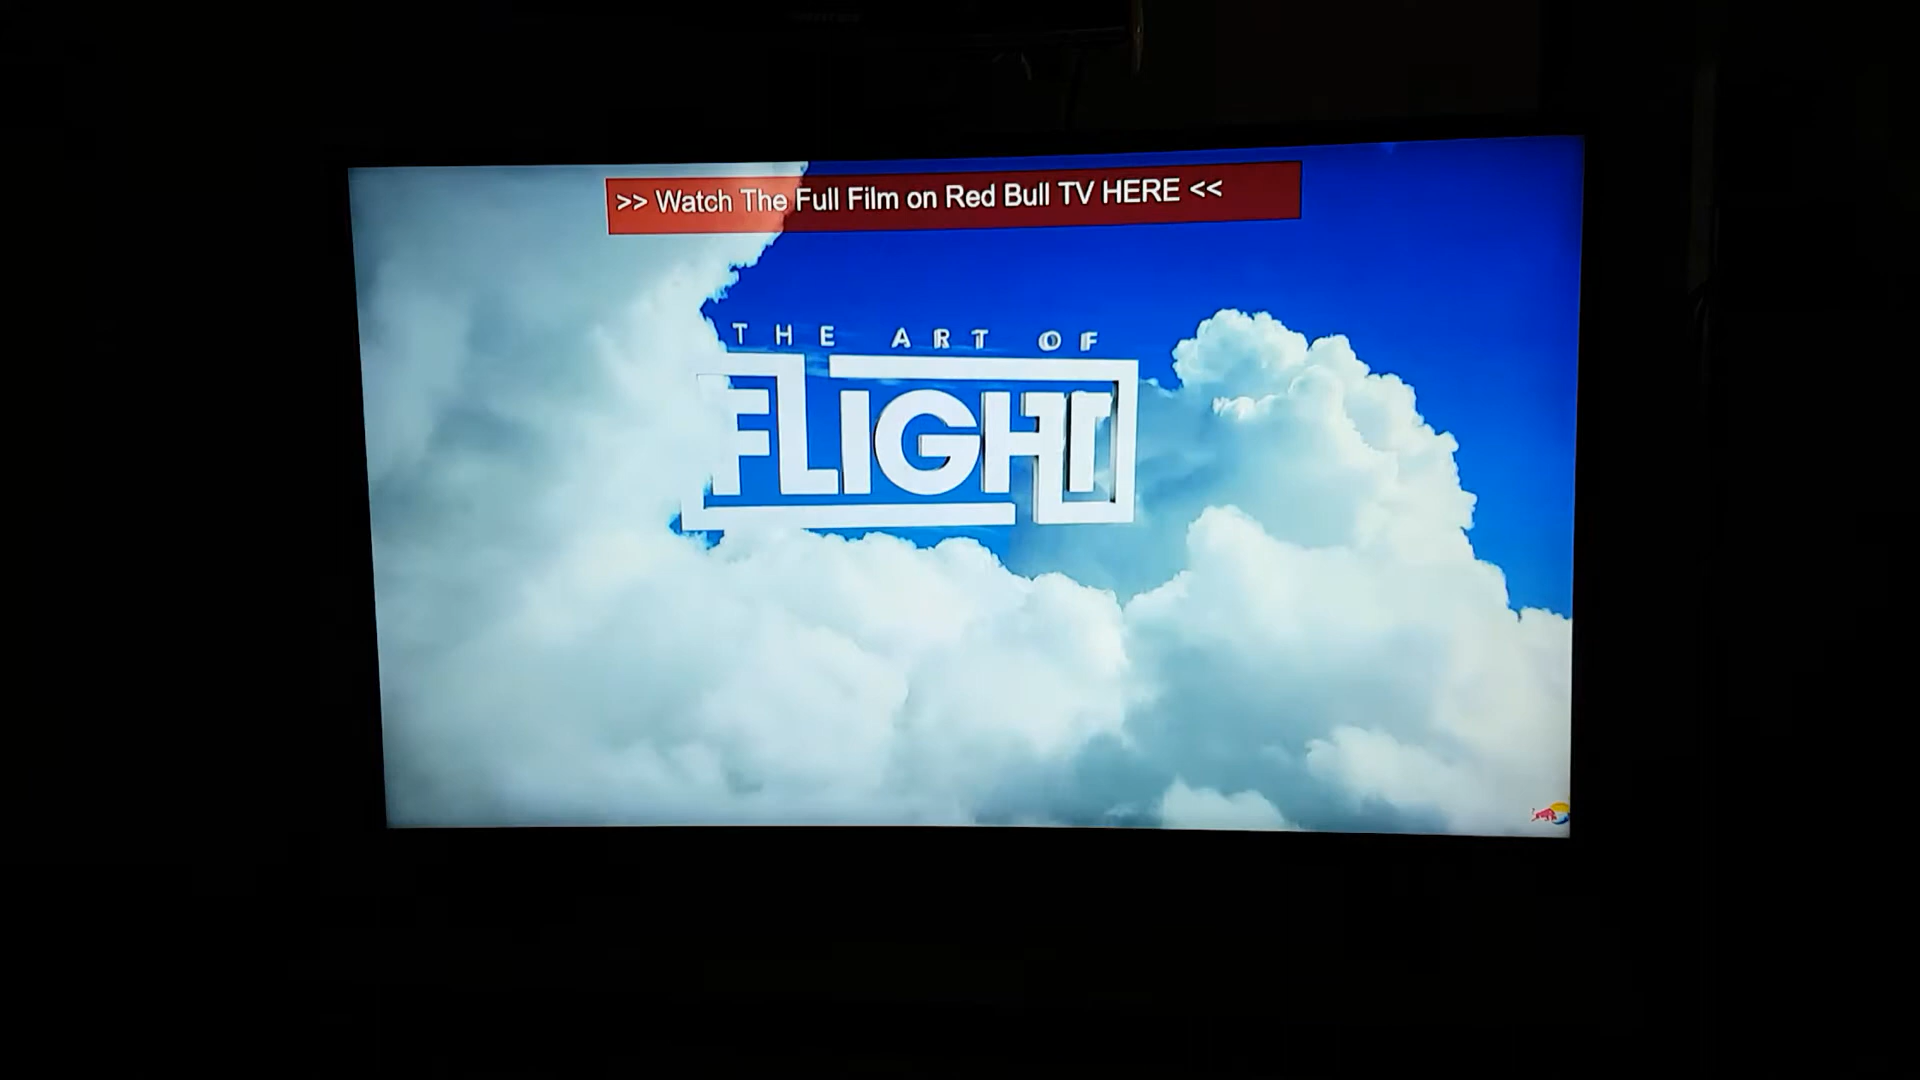 >> Watch The Full Film on Red Bull TV HERE <<
THE ART OF
FLIGHT